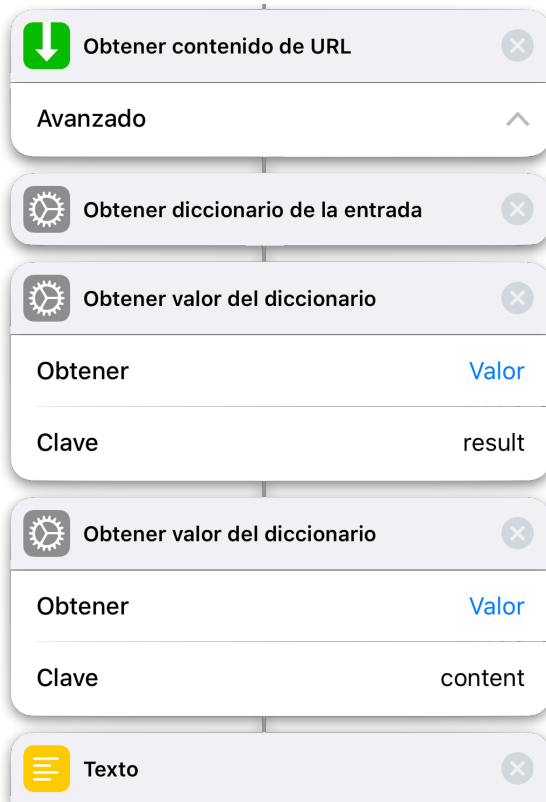 Obtener contenido de URL
Avanzado
Obtener diccionario de la entrada
Obtener valor del diccionario
Obtener Valor
Clave result
Obtener valor del diccionario
Obtener Valor
Clave content
Texto